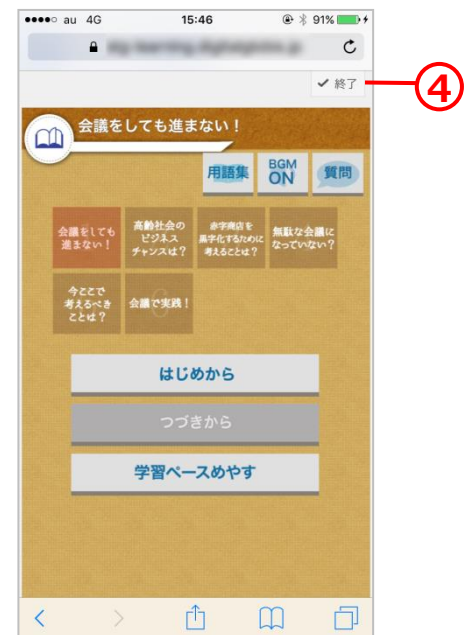 au 4G 15:46 91%
✔ 終了
④
会議をしても進まない！
用語集
BGM
ON
質問
会議をしても
進まない！
高齢社会の
ビジネス
チャンスは？
赤字商店を
黒字化するために
考えることは？
無駄な会議に
なっていない？
今ここで
考えるべき
ことは？
会議で実践！
はじめから
つづきから
学習ペースめやす